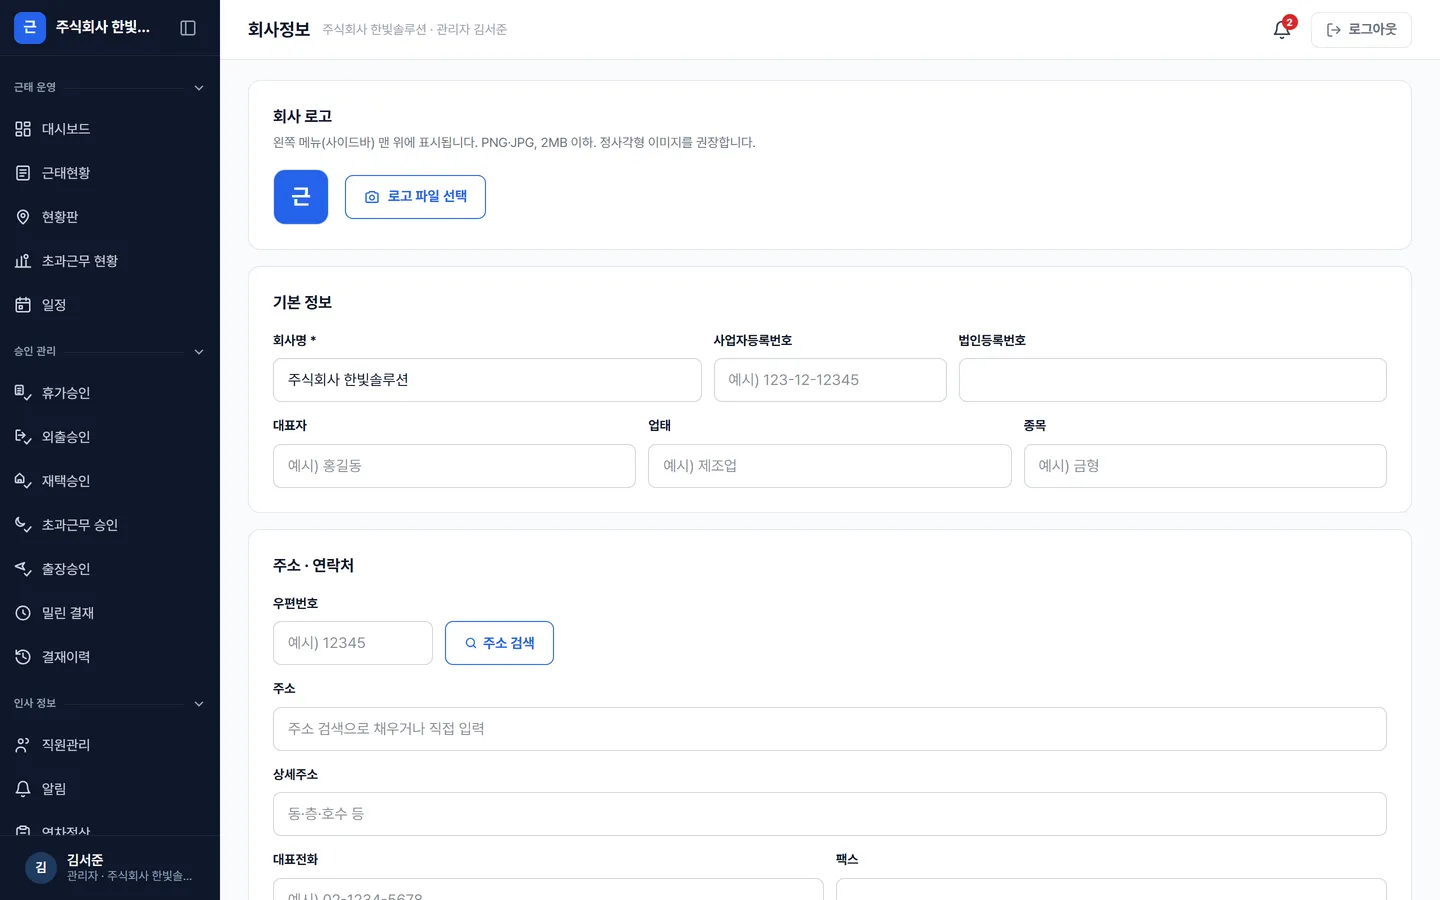 근
주식회사 한빛...
근태 운영
대시보드
근태현황
현황판
초과근무 현황
일정
승인 관리
휴가승인
외출승인
재택승인
초과근무 승인
출장승인
밀린 결재
결재이력
인사 정보
직원관리
알림
연차정산
김
김서준
관리자 · 주식회사 한빛솔...
회사정보
주식회사 한빛솔루션 · 관리자 김서준
2
로그아웃
회사 로고
왼쪽 메뉴(사이드바) 맨 위에 표시됩니다. PNG·JPG, 2MB 이하. 정사각형 이미지를 권장합니다.
근
로고 파일 선택
기본 정보
회사명 *
사업자등록번호
법인등록번호
주식회사 한빛솔루션
예시) 123-12-12345
대표자
업태
종목
예시) 홍길동
예시) 제조업
예시) 금형
주소 · 연락처
우편번호
예시) 12345
주소 검색
주소
주소 검색으로 채우거나 직접 입력
상세주소
동·층·호수 등
대표전화
팩스
예시) 02-1234-5678